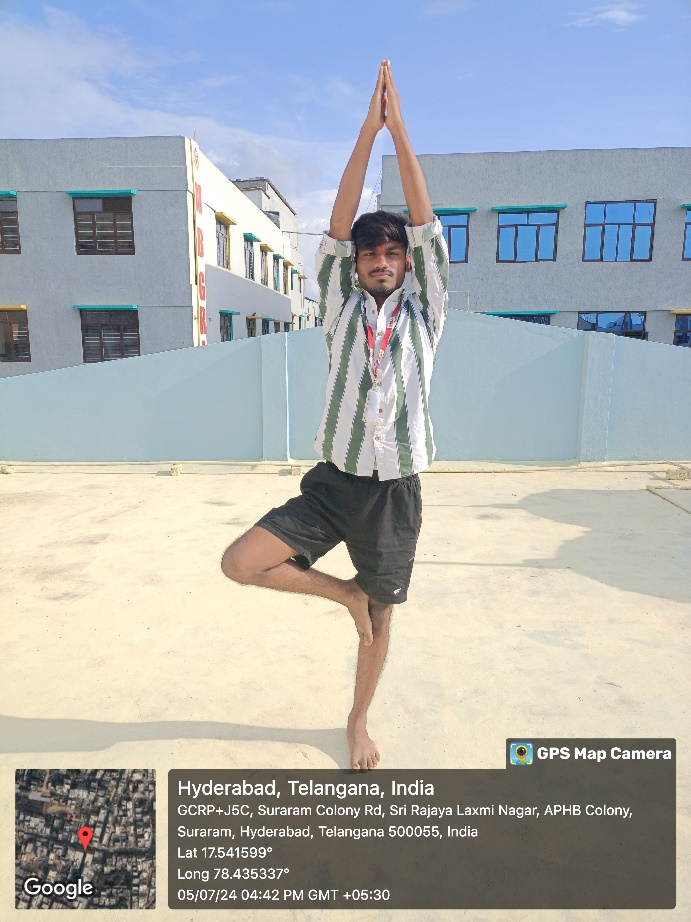 GPS Map Camera
Hyderabad, Telangana, India
GCRP+J5C, Suraram Colony Rd, Sri Rajaya Laxmi Nagar, APHB Colony,
Suraram, Hyderabad, Telangana 500055, India
Lat 17.541599°
Long 78.435337°
05/07/24 04:42 PM GMT +05:30
Google